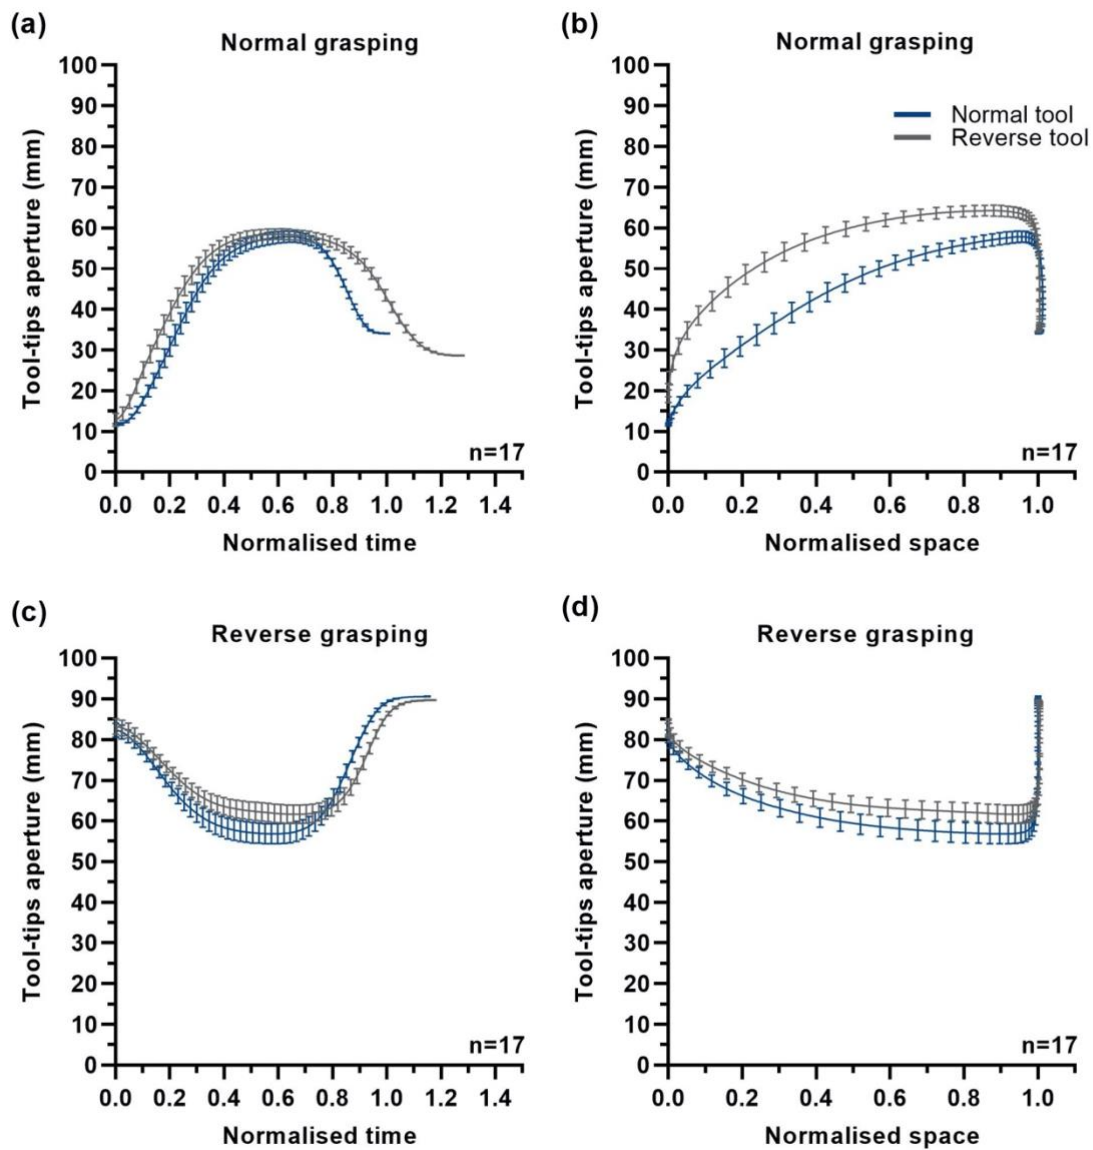 (a)
Normal grasping
Tool-tips aperture (mm)
100
90
80
70
60
50
40
30
20
10
0
n=17
0.0 0.2 0.4 0.6 0.8 1.0 1.2 1.4
Normalised time
(b)
Normal grasping
Tool-tips aperture (mm)
100
90
80
70
60
50
40
30
20
10
0
Normal tool
Reverse tool
n=17
0.0 0.2 0.4 0.6 0.8 1.0
Normalised space
(c)
Reverse grasping
Tool-tips aperture (mm)
100
90
80
70
60
50
40
30
20
10
0
n=17
0.0 0.2 0.4 0.6 0.8 1.0 1.2 1.4
Normalised time
(d)
Reverse grasping
Tool-tips aperture (mm)
100
90
80
70
60
50
40
30
20
10
0
n=17
0.0 0.2 0.4 0.6 0.8 1.0
Normalised space